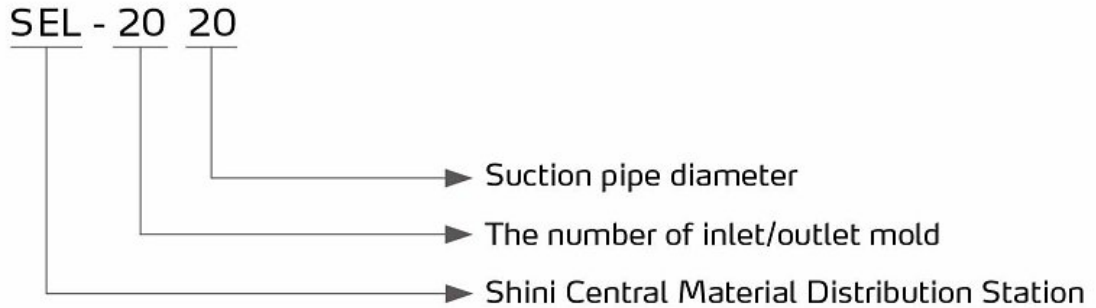 SEL - 20 20
Suction pipe diameter
The number of inlet/outlet mold
Shini Central Material Distribution Station